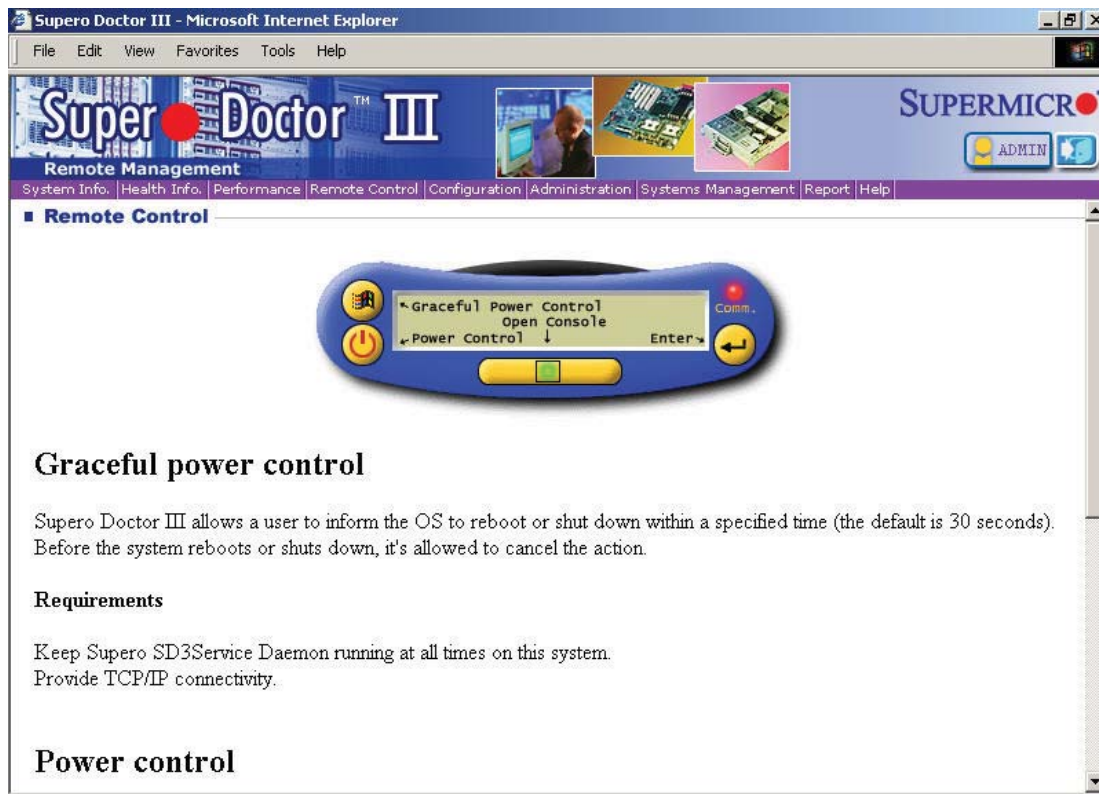 Supero Doctor III - Microsoft Internet Explorer
File Edit View Favorites Tools Help
Super Doctor™ III
SUPERMICR
ADMIN
Remote Management
System Info. Health Info. Performance Remote Control Configuration Administration Systems Management Report Help
Remote Control
Graceful Power Control
Open Console
Power Control ↓ Enter
Comm.
Graceful power control
Supero Doctor III allows a user to inform the OS to reboot or shut down within a specified time (the default is 30 seconds).
Before the system reboots or shuts down, it's allowed to cancel the action.
Requirements
Keep Supero SD3Service Daemon running at all times on this system.
Provide TCP/IP connectivity.
Power control